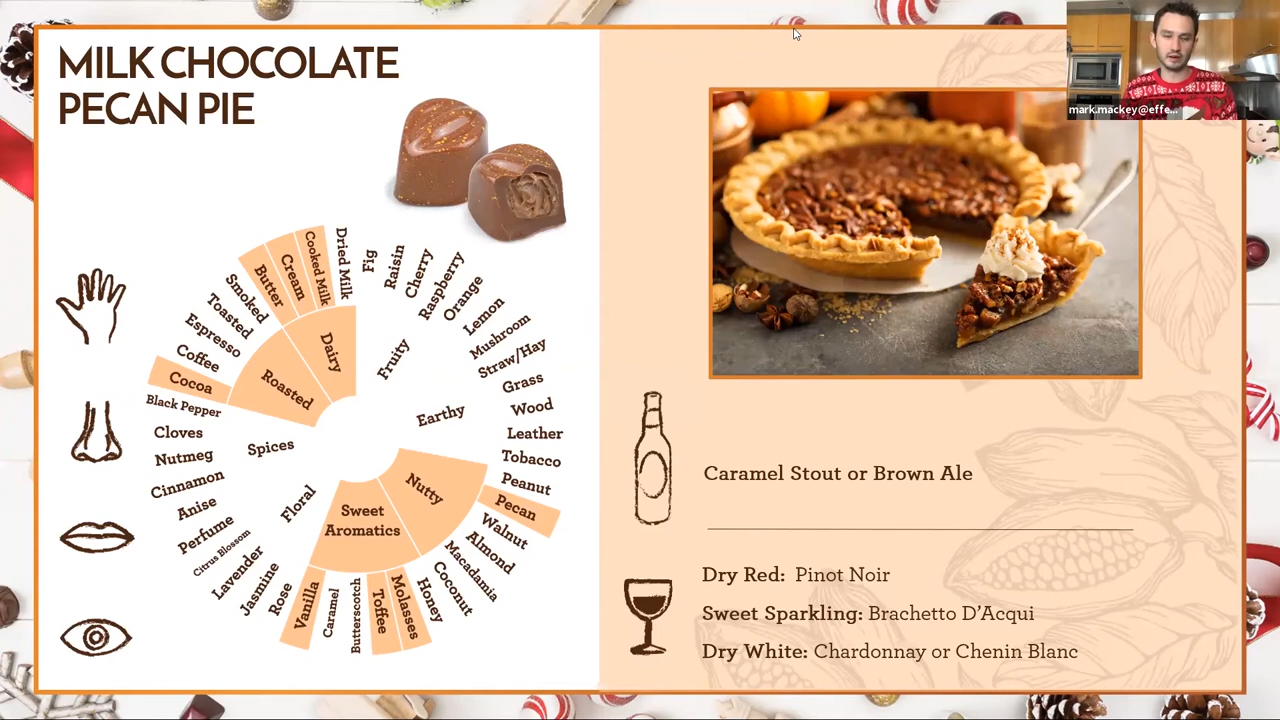 MILK CHOCOLATE
PECAN PIE
mark.mackey@effe...
Dairy
Fruity
Earthy
Nutty
Sweet
Aromatics
Floral
Spices
Roasted
Butter
Cream
Cooked Milk
Dried Milk
Fig
Raisin
Cherry
Raspberry
Orange
Lemon
Mushroom
Straw/Hay
Grass
Wood
Leather
Tobacco
Peanut
Pecan
Walnut
Almond
Macadamia
Coconut
Honey
Molasses
Toffee
Butterscotch
Caramel
Vanilla
Rose
Jasmine
Lavender
Citrus Blossom
Perfume
Anise
Cinnamon
Nutmeg
Cloves
Black Pepper
Cocoa
Coffee
Espresso
Toasted
Smoked
Caramel Stout or Brown Ale
Dry Red: Pinot Noir
Sweet Sparkling: Brachetto D’Acqui
Dry White: Chardonnay or Chenin Blanc